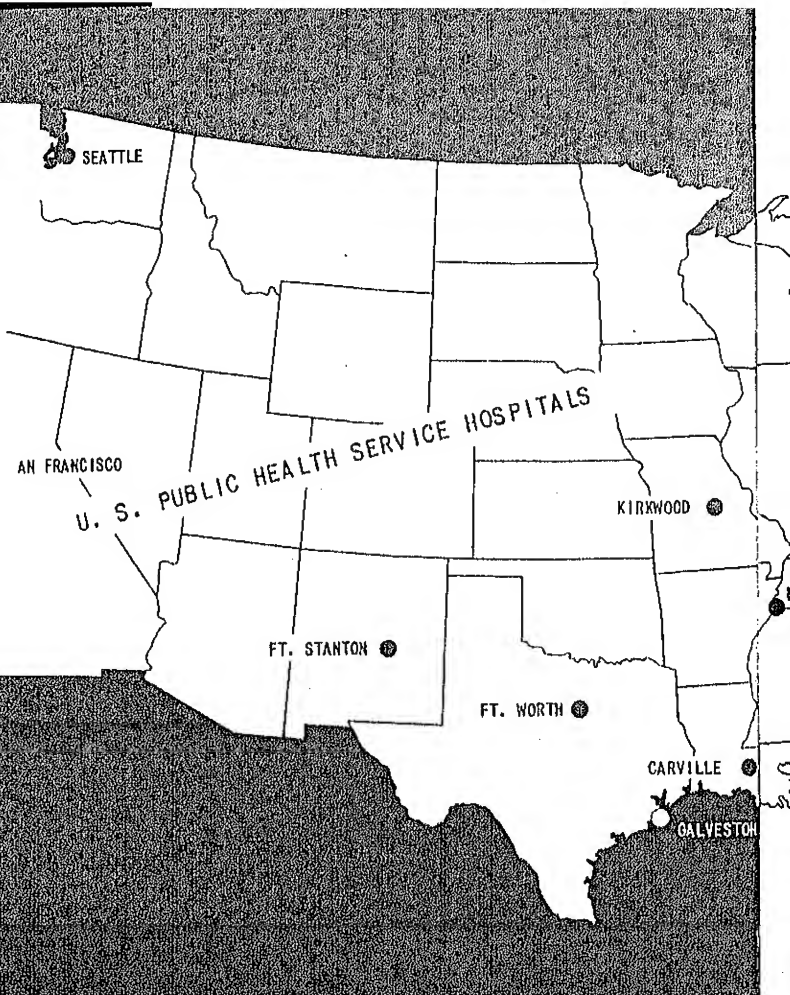 SEATTLE
U. S. PUBLIC HEALTH SERVICE HOSPITALS
AN FRANCISCO
KIRKWOOD
FT. STANTON
FT. WORTH
CARVILLE
GALVESTON